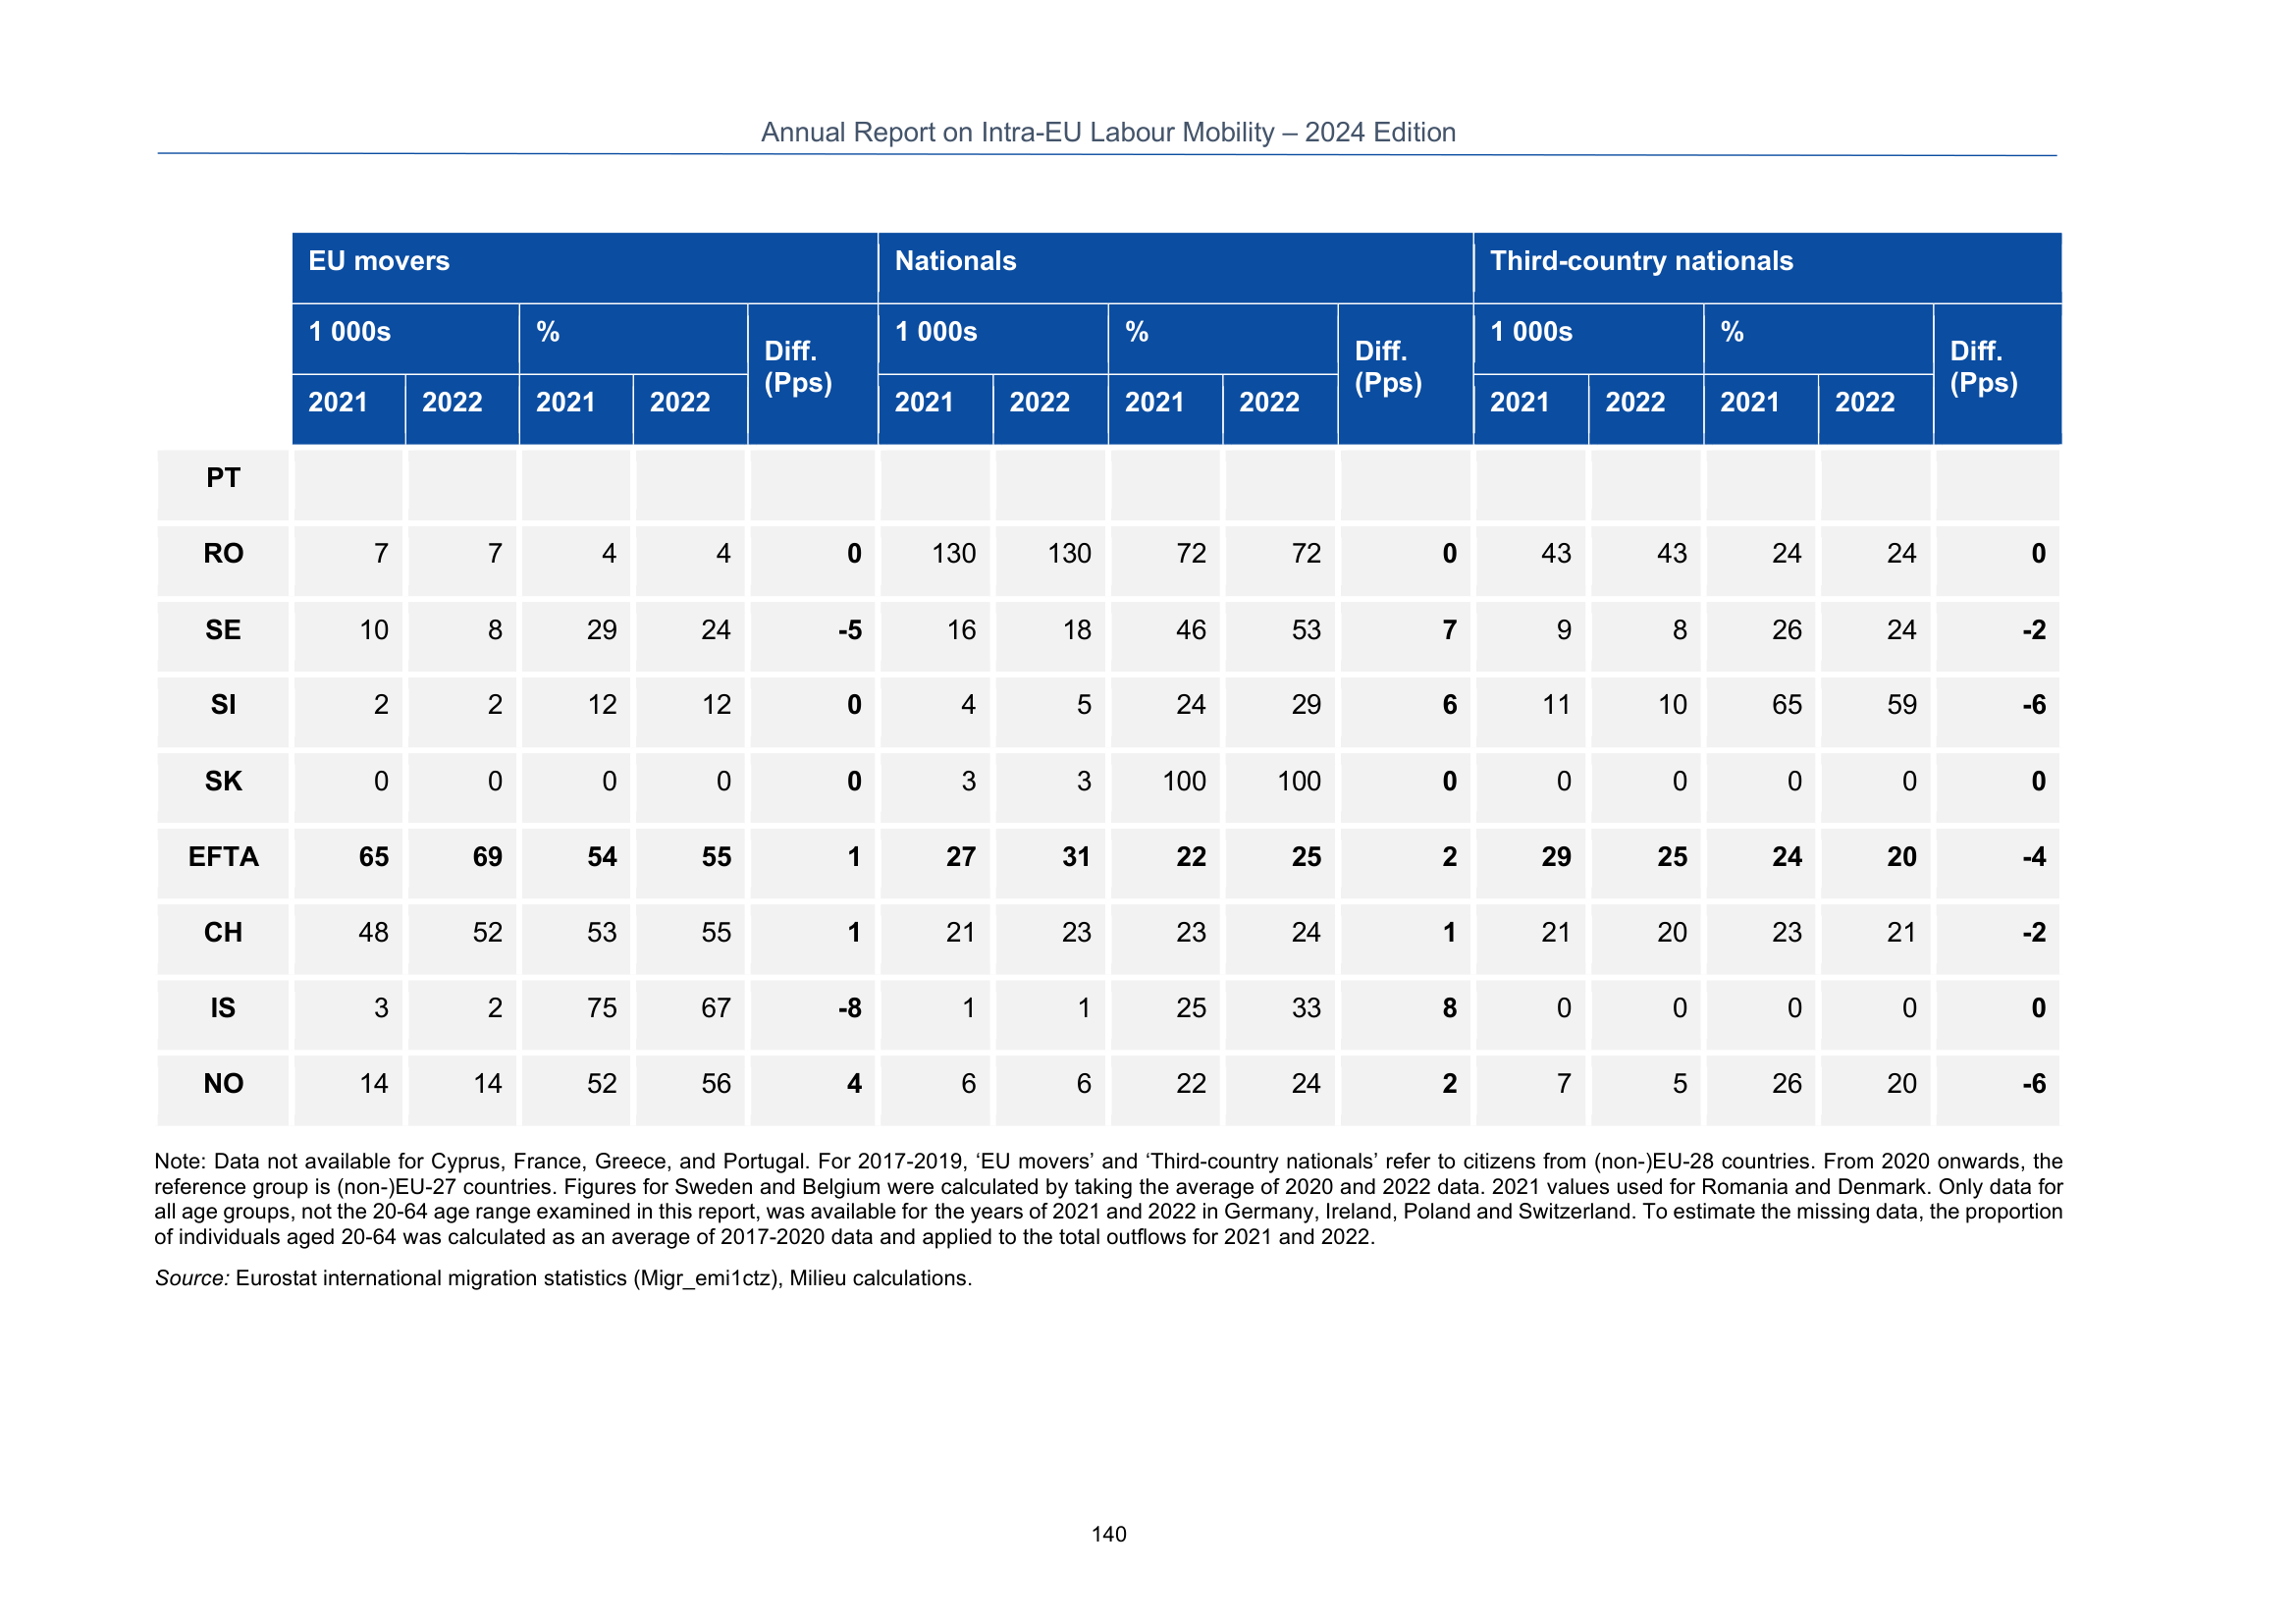 Annual Report on Intra-EU Labour Mobility – 2024 Edition
EU movers Nationals Third-country nationals
1 000s % Diff. (Pps) 1 000s % Diff. (Pps) 1 000s % Diff. (Pps)
2021 2022 2021 2022 2021 2022 2021 2022 2021 2022 2021 2022
PT
RO 7 7 4 4 0 130 130 72 72 0 43 43 24 24 0
SE 10 8 29 24 -5 16 18 46 53 7 9 8 26 24 -2
SI 2 2 12 12 0 4 5 24 29 6 11 10 65 59 -6
SK 0 0 0 0 0 3 3 100 100 0 0 0 0 0 0
EFTA 65 69 54 55 1 27 31 22 25 2 29 25 24 20 -4
CH 48 52 53 55 1 21 23 23 24 1 21 20 23 21 -2
IS 3 2 75 67 -8 1 1 25 33 8 0 0 0 0 0
NO 14 14 52 56 4 6 6 22 24 2 7 5 26 20 -6
Note: Data not available for Cyprus, France, Greece, and Portugal. For 2017-2019, ‘EU movers’ and ‘Third-country nationals’ refer to citizens from (non-)EU-28 countries. From 2020 onwards, the
reference group is (non-)EU-27 countries. Figures for Sweden and Belgium were calculated by taking the average of 2020 and 2022 data. 2021 values used for Romania and Denmark. Only data for
all age groups, not the 20-64 age range examined in this report, was available for the years of 2021 and 2022 in Germany, Ireland, Poland and Switzerland. To estimate the missing data, the proportion
of individuals aged 20-64 was calculated as an average of 2017-2020 data and applied to the total outflows for 2021 and 2022.
Source: Eurostat international migration statistics (Migr_emi1ctz), Milieu calculations.
140